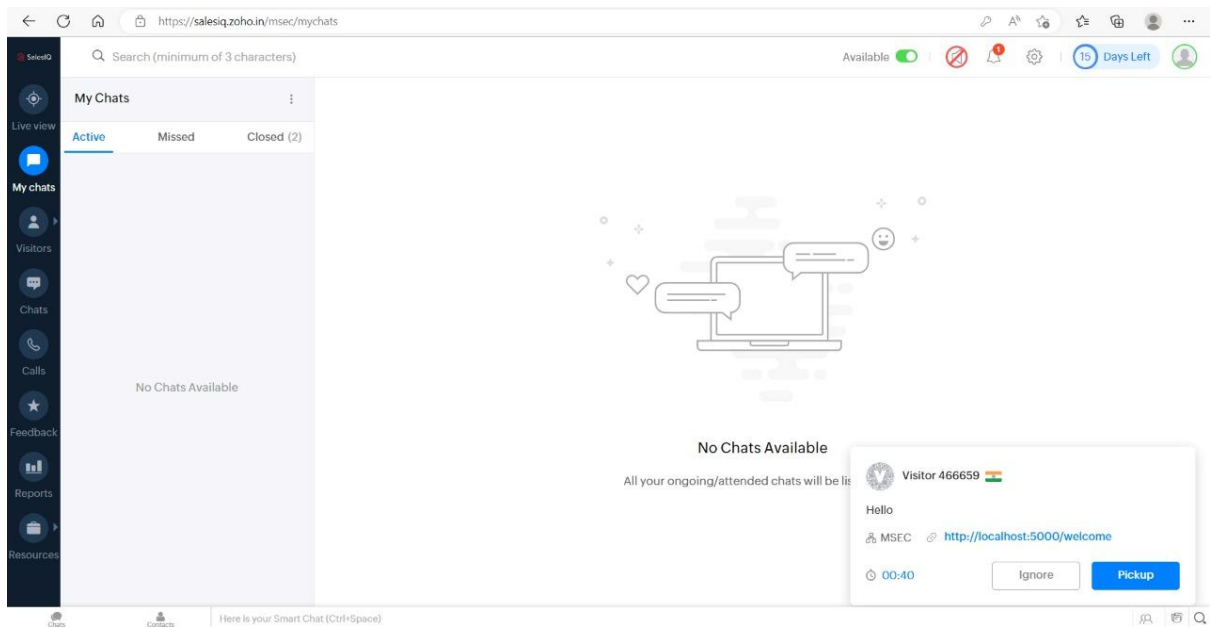 https://salesiq.zoho.in/msec/mychats
SalesIQ
Search (minimum of 3 characters)
Available
1
15 Days Left
Live view
My chats
Visitors
Chats
Calls
Feedback
Reports
Resources
My Chats
Active Missed Closed (2)
No Chats Available
No Chats Available
All your ongoing/attended chats will be
Visitor 466659
Hello
MSEC http://localhost:5000/welcome
00:40 Ignore Pickup
Chats Contacts Here is your Smart Chat (Ctrl+Space)